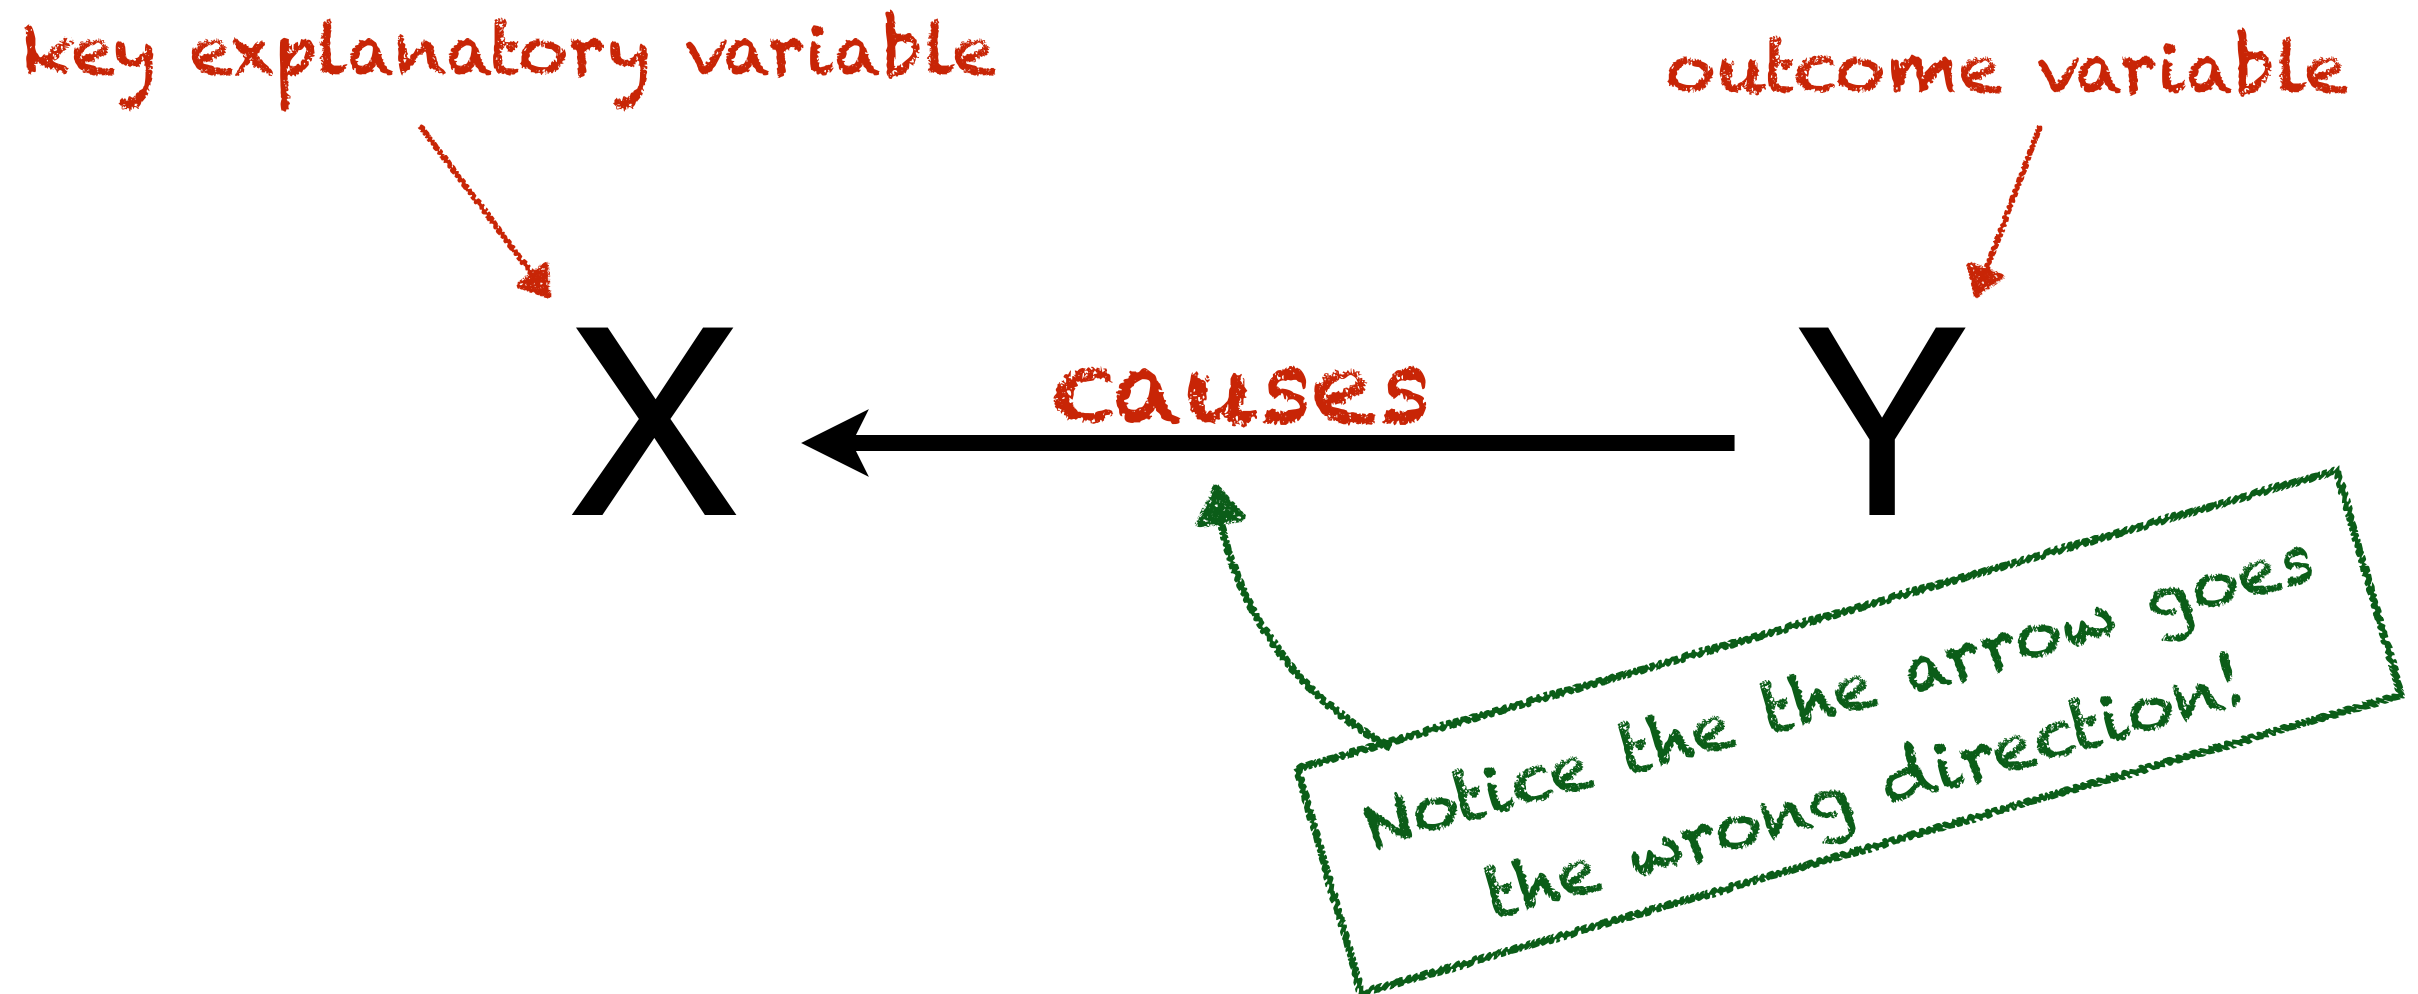 key explanatory variable
outcome variable
X
causes
Y
Notice the the arrow goes
the wrong direction!